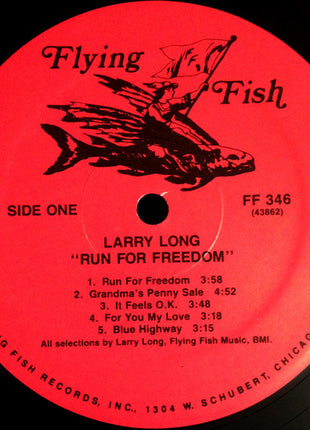 Flying
Fish
SIDE ONE
FF 346
(43862)
LARRY LONG
"RUN FOR FREEDOM"
1. Run For Freedom 3:58
2. Grandma's Penny Sale 4:52
3. It Feels O.K. 3:48
4. For You My Love 3:18
5. Blue Highway 3:15
All selections by Larry Long, Flying Fish Music, BMI.
FISH RECORDS, INC., 1304 W. SCHUBERT,